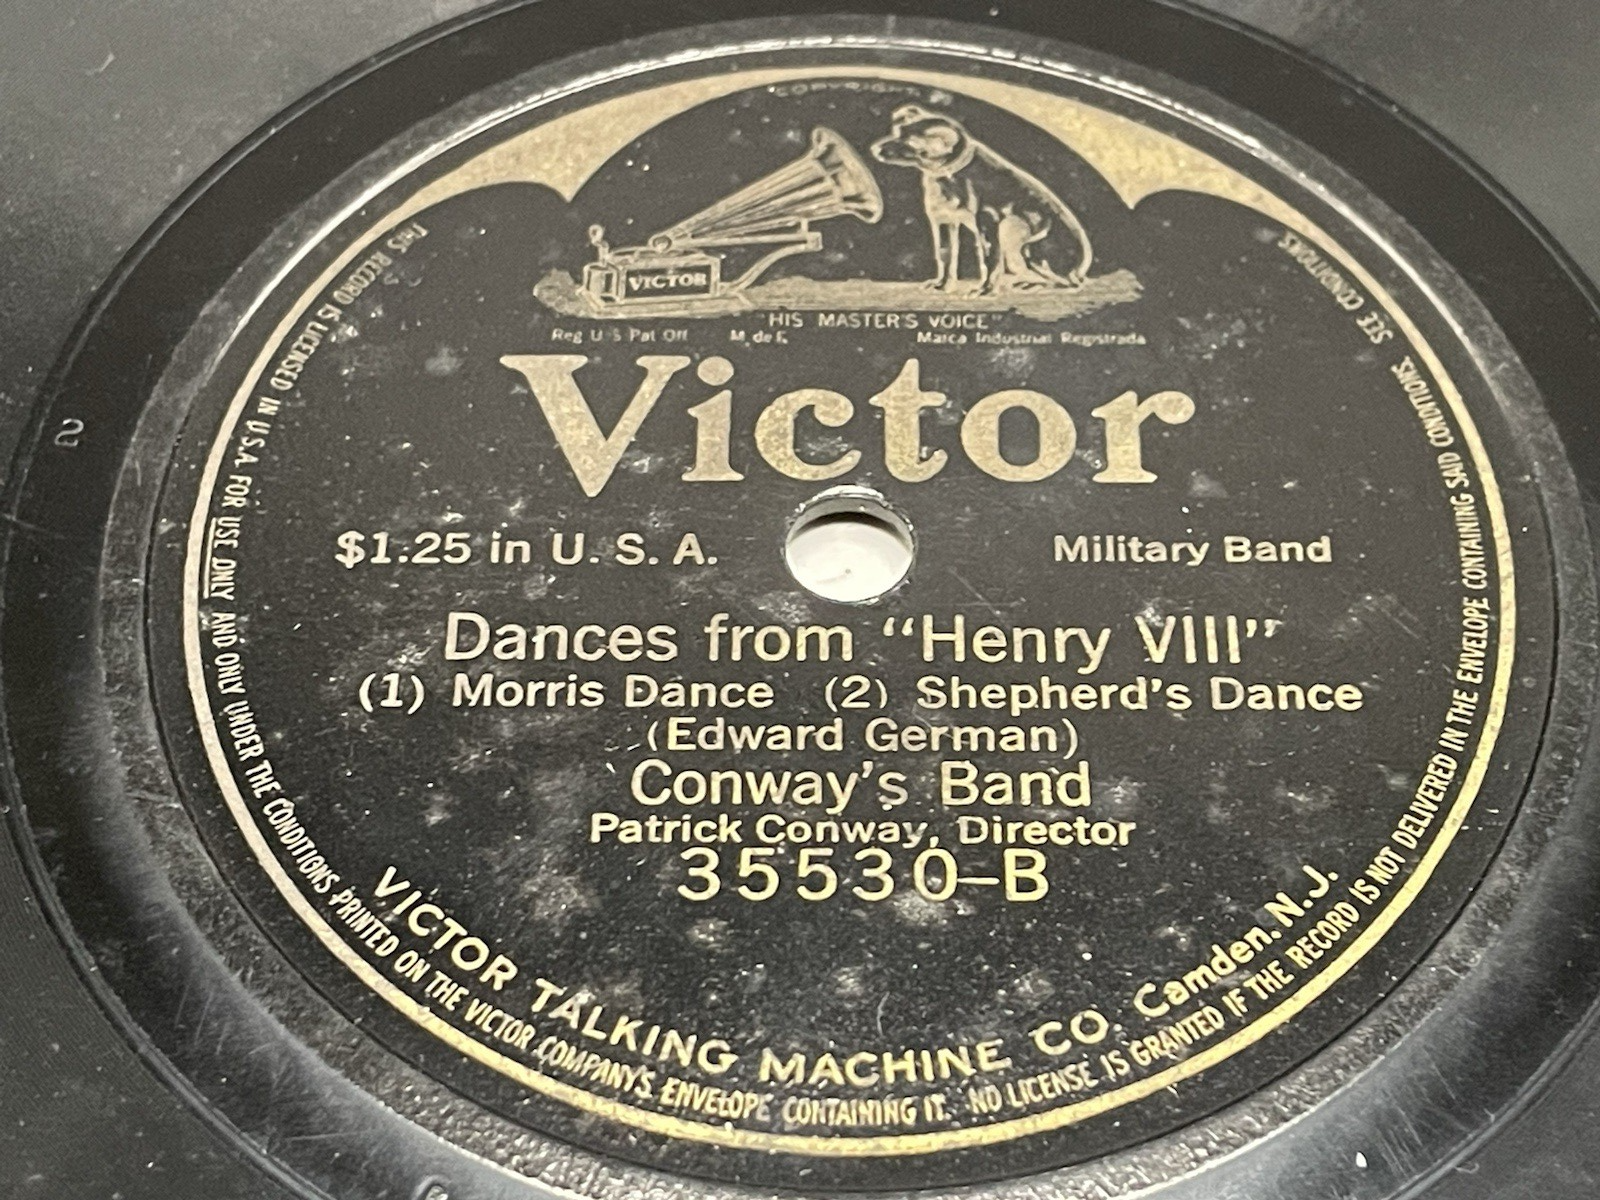 COPYRIGHT
VICTOR
"HIS MASTER'S VOICE"
Reg U S Pat Off M. de F. Marca Industrial Registrada
Victor
$1.25 in U. S. A. Military Band
Dances from "Henry VIII"
(1) Morris Dance (2) Shepherd's Dance
(Edward German)
Conway's Band
Patrick Conway, Director
35530-B
VICTOR TALKING MACHINE CO. Camden. N.J.
THIS RECORD IS LICENSED IN U.S.A. FOR USE ONLY AND ONLY UNDER THE CONDITIONS PRINTED ON THE VICTOR COMPANY'S ENVELOPE CONTAINING IT. NO LICENSE IS GRANTED IF THE RECORD IS NOT DELIVERED IN THE ENVELOPE CONTAINING SAID CONDITIONS. SEE CONDITIONS
2